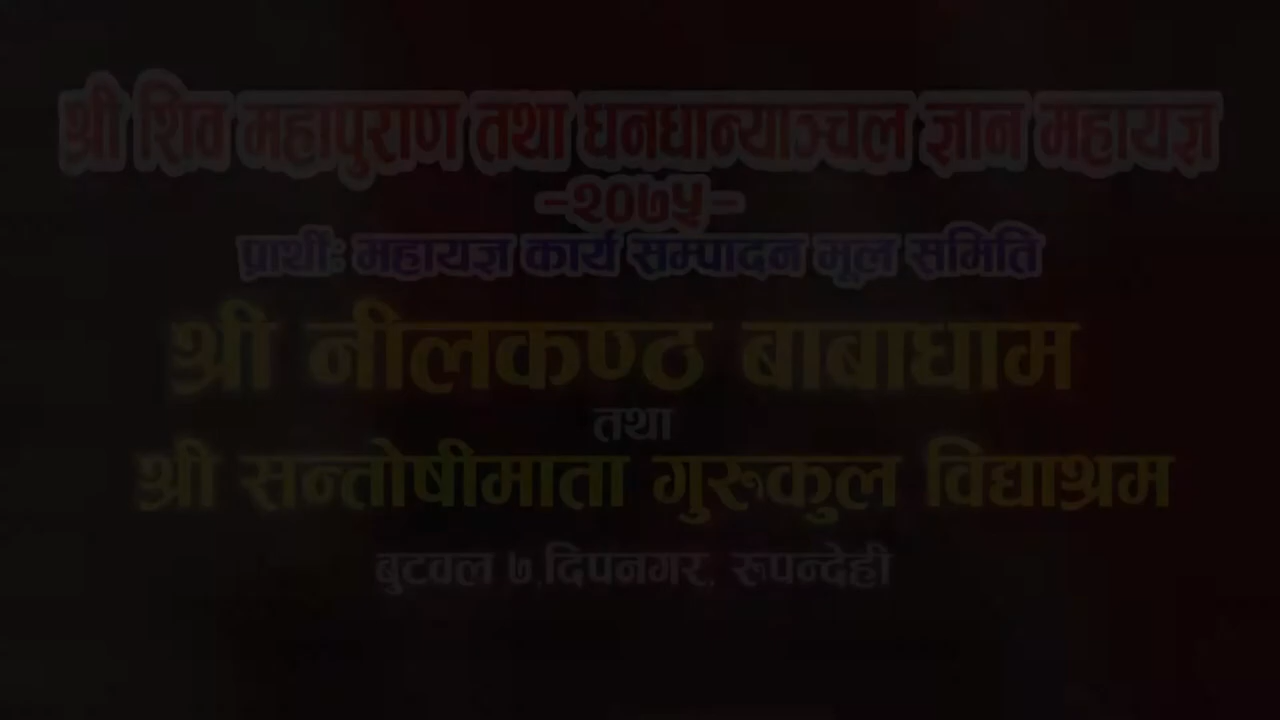 श्री शिव महापुराण तथा धनधान्याञ्चल ज्ञान महायज्ञ
-२०७५-
प्रार्थीः महायज्ञ कार्य सम्पादन मूल समिति
श्री नीलकण्ठ बाबाधाम
तथा
श्री सन्तोषीमाता गुरुकुल विद्याश्रम
बुटवल ७,दिपनगर, रुपन्देही